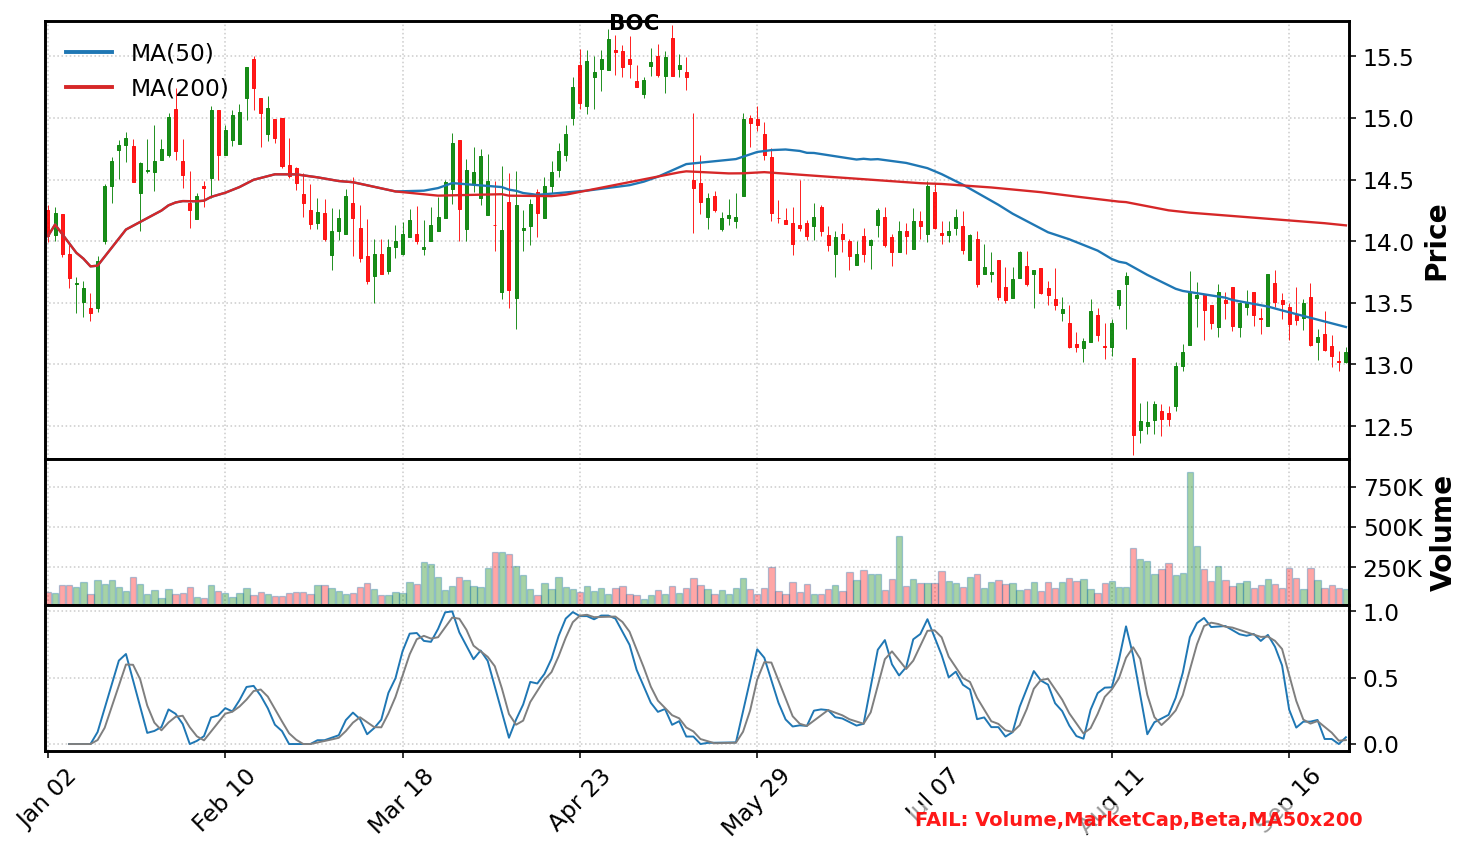 BOC
MA(50)
MA(200)
15.5
15.0
14.5
14.0
13.5
13.0
12.5
Price
750K
500K
250K
Volume
1.0
0.5
0.0
Jan 02
Feb 10
Mar 18
Apr 23
May 29
Jul 07
Aug 11
Sep 16
FAIL: Volume,MarketCap,Beta,MA50x200